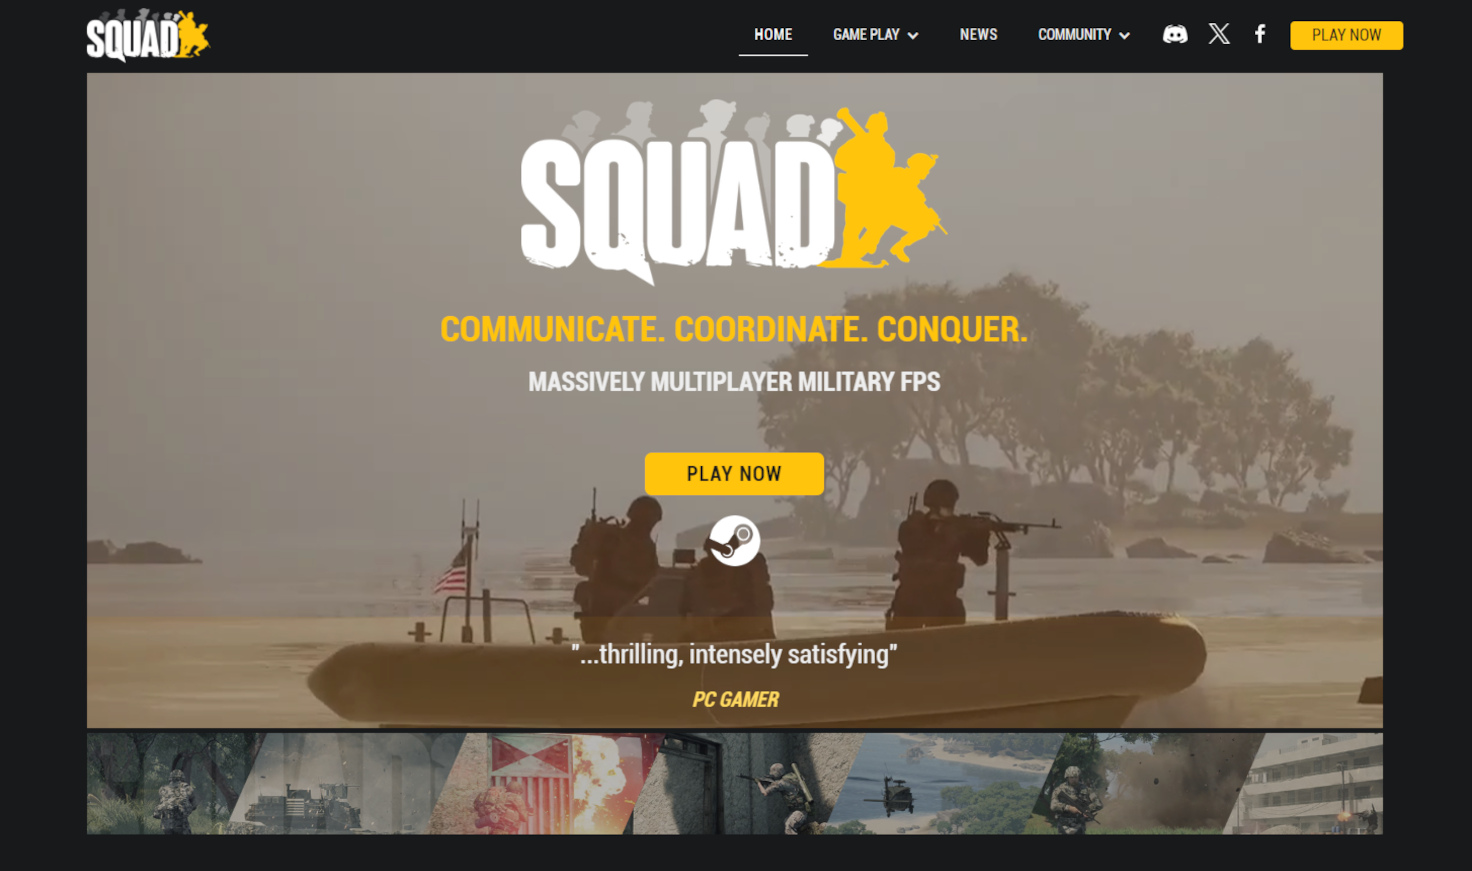 SQUAD
HOME GAME PLAY NEWS COMMUNITY PLAY NOW
SQUAD
COMMUNICATE. COORDINATE. CONQUER.
MASSIVELY MULTIPLAYER MILITARY FPS
PLAY NOW
"...thrilling, intensely satisfying"
PC GAMER